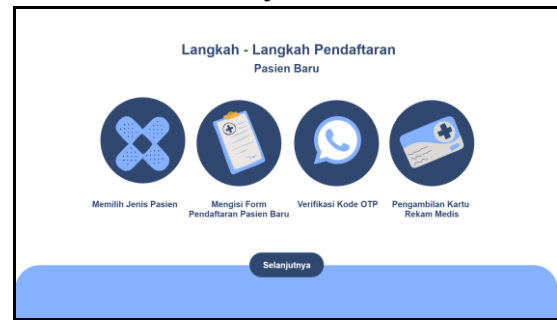 Langkah - Langkah Pendaftaran
Pasien Baru
Memilih Jenis Pasien
Mengisi Form
Pendaftaran Pasien Baru
Verifikasi Kode OTP
Pengambilan Kartu
Rekam Medis
Selanjutnya